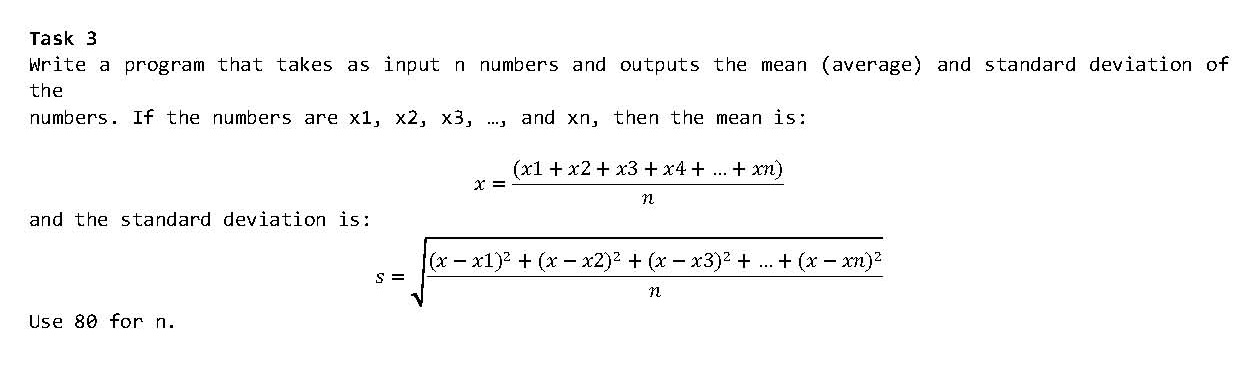 Task 3
Write a program that takes as input n numbers and outputs the mean (average) and standard deviation of
the
numbers. If the numbers are x1, x2, x3, …, and xn, then the mean is:
x = (x1 + x2 + x3 + x4 + … + xn) / n
and the standard deviation is:
s = √((x − x1)² + (x − x2)² + (x − x3)² + … + (x − xn)² / n)
Use 80 for n.